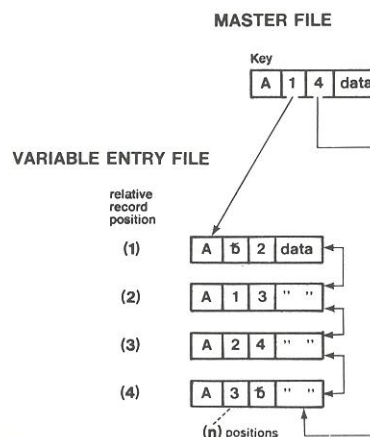 MASTER FILE
Key
A 1 4 data
VARIABLE ENTRY FILE
relative
record
position
(1) A ƀ 2 data
(2) A 1 3 " "
(3) A 2 4 " "
(4) A 3 ƀ " "
(n) positions